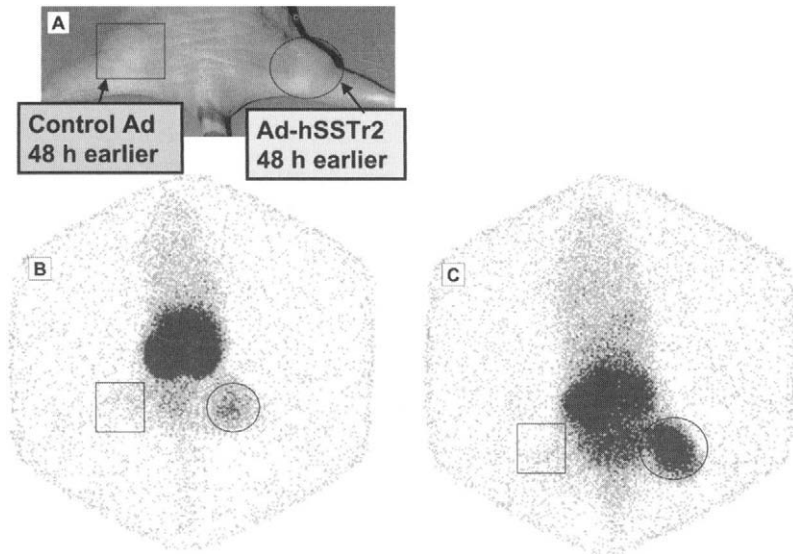 A
Control Ad
48 h earlier
Ad-hSSTr2
48 h earlier
B
C